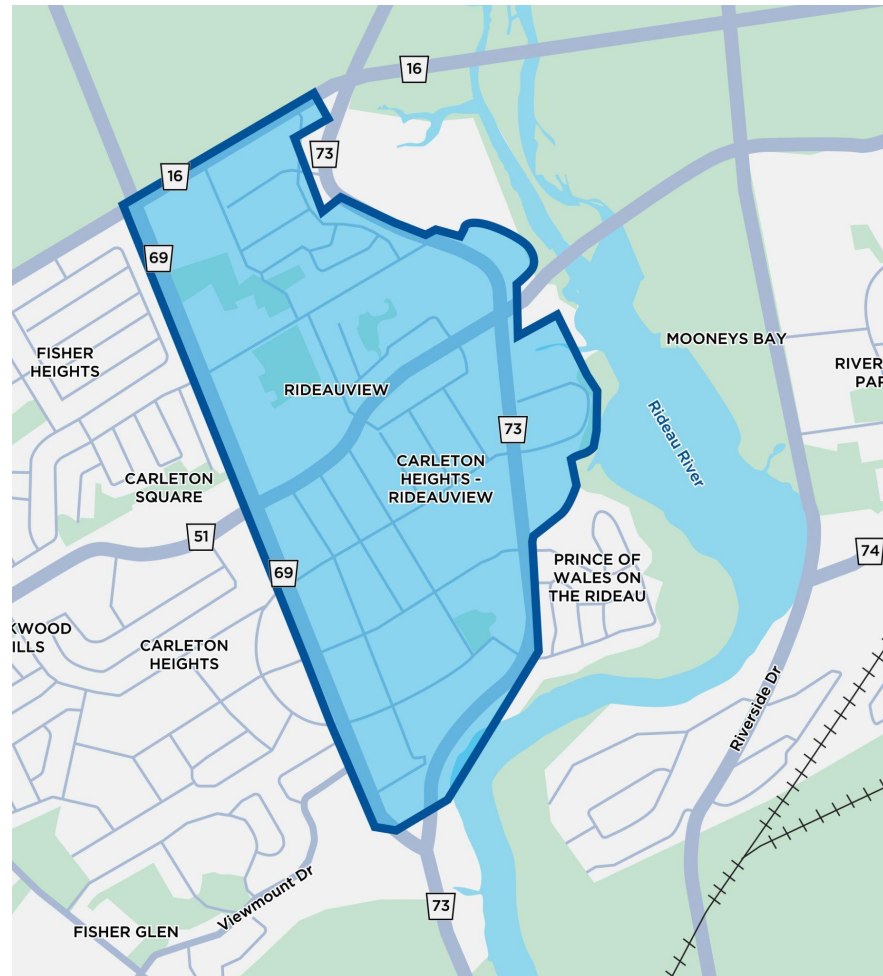 16
16
73
69
MOONEYS BAY
FISHER
HEIGHTS
RIVER
PAR
RIDEAUVIEW
Rideau River
73
CARLETON
HEIGHTS -
RIDEAUVIEW
CARLETON
SQUARE
51
74
69
PRINCE OF
WALES ON
THE RIDEAU
KWOOD
ILLS
CARLETON
HEIGHTS
Riverside Dr
Viewmount Dr
73
FISHER GLEN